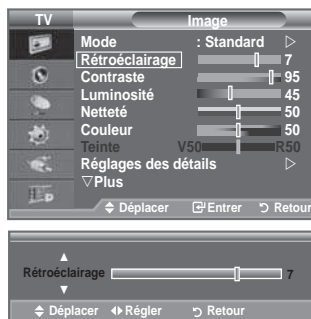 TV Image
Mode : Standard ▷
Rétroéclairage 7
Contraste 95
Luminosité 45
Netteté 50
Couleur 50
Teinte V50 R50
Réglages des détails ▷
▽Plus
Déplacer Entrer Retour
▲
Rétroéclairage 7
▼
Déplacer Régler Retour